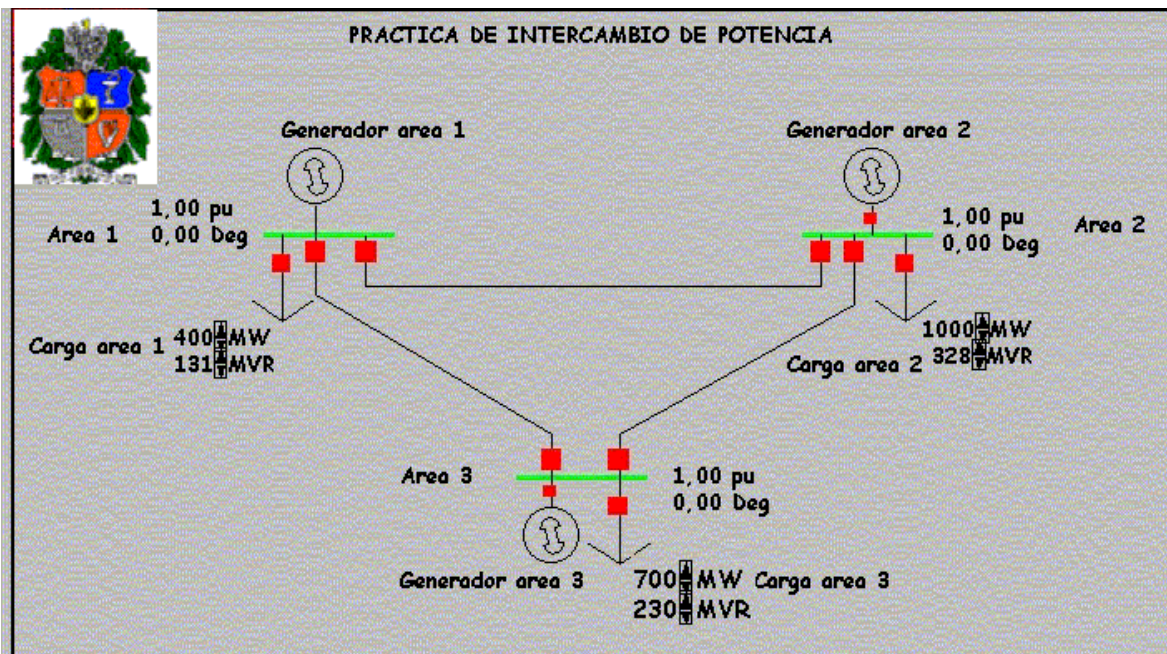 PRACTICA DE INTERCAMBIO DE POTENCIA
Generador area 1
Generador area 2
1,00 pu
Area 1 0,00 Deg
1,00 pu
0,00 Deg
Area 2
Carga area 1
400 MW
131 MVR
1000 MW
328 MVR
Carga area 2
Area 3
1,00 pu
0,00 Deg
Generador area 3
700 MW Carga area 3
230 MVR